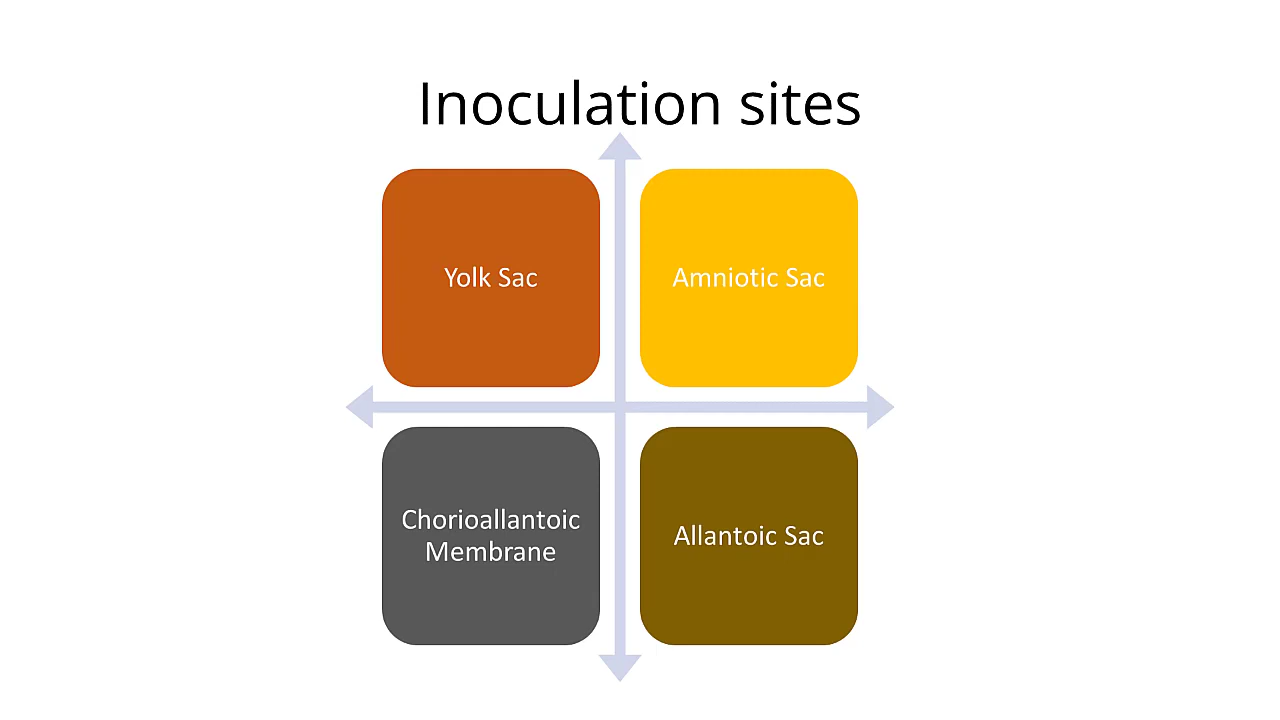 Inoculation sites
Yolk Sac
Amniotic Sac
Chorioallantoic
Membrane
Allantoic Sac